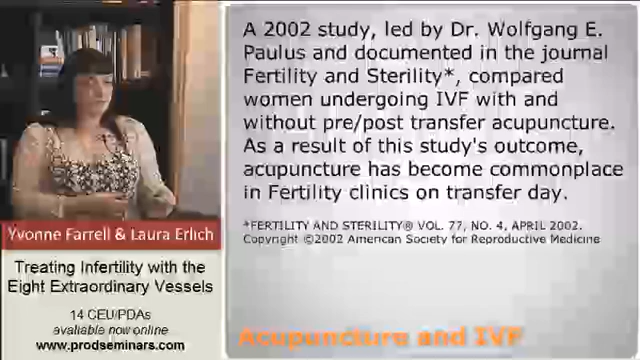 A 2002 study, led by Dr. Wolfgang E.
Paulus and documented in the journal
Fertility and Sterility*, compared
women undergoing IVF with and
without pre/post transfer acupuncture.
As a result of this study's outcome,
acupuncture has become commonplace
in Fertility clinics on transfer day.
*FERTILITY AND STERILITY® VOL. 77, NO. 4, APRIL 2002.
Copyright ©2002 American Society for Reproductive Medicine
Yvonne Farrell & Laura Erlich
Treating Infertility with the
Eight Extraordinary Vessels
14 CEU/PDAs
available now online
www.prodseminars.com
Acupuncture and IVF